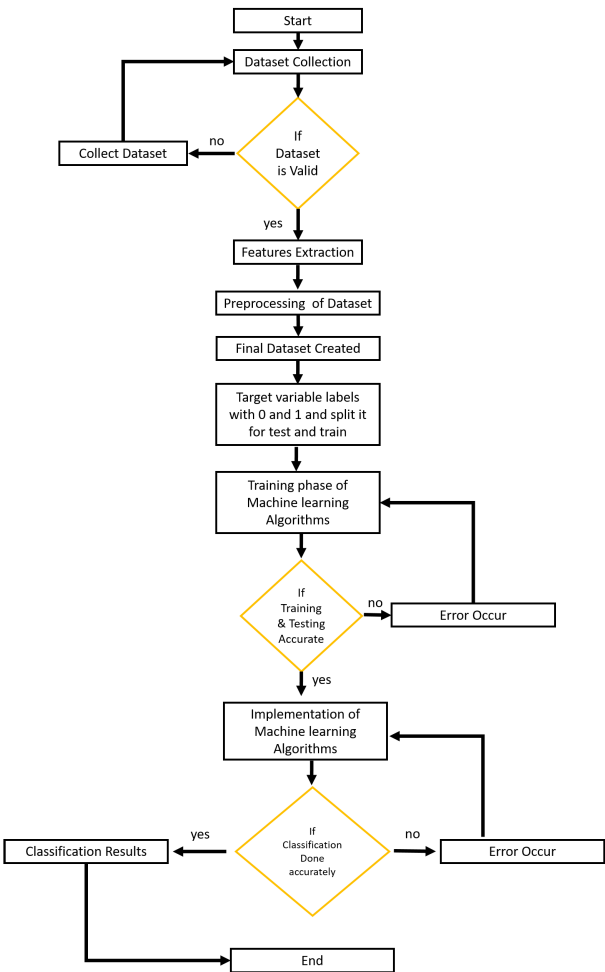 Start
Dataset Collection
If
Dataset
is Valid
no
Collect Dataset
yes
Features Extraction
Preprocessing of Dataset
Final Dataset Created
Target variable labels
with 0 and 1 and split it
for test and train
Training phase of
Machine learning
Algorithms
If
Training
& Testing
Accurate
no
Error Occur
yes
Implementation of
Machine learning
Algorithms
If
Classification
Done
accurately
yes
no
Classification Results
Error Occur
End